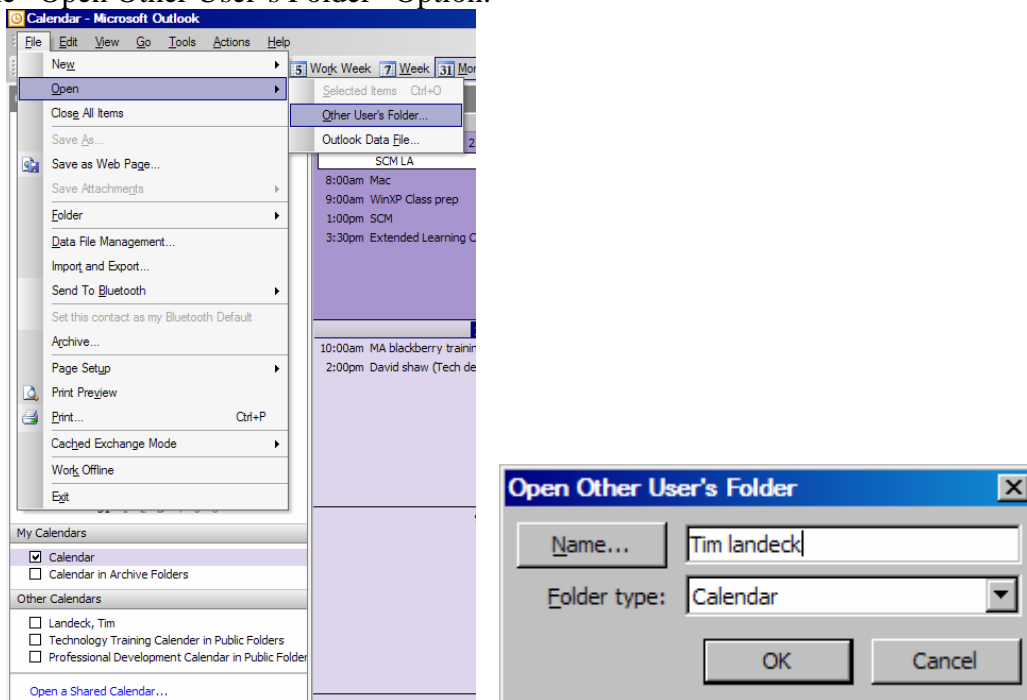 "Open Other User's Folder" Option.
Calendar - Microsoft Outlook
File Edit View Go Tools Actions Help
5 Work Week 7 Week 31 Mon
New
Open
Selected Items Ctrl+O
Other User's Folder...
Outlook Data File...
2
Close All Items
Save As...
Save as Web Page...
Save Attachments
Folder
Data File Management...
Import and Export...
Send To Bluetooth
Set this contact as my Bluetooth Default
Archive...
Page Setup
Print Preview
Print... Ctrl+P
Cached Exchange Mode
Work Offline
Exit
SCM LA
8:00am Mac
9:00am WinXP Class prep
1:00pm SCM
3:30pm Extended Learning C
10:00am MA blackberry trainin
2:00pm David shaw (Tech de
My Calendars
Calendar
Calendar in Archive Folders
Other Calendars
Landeck, Tim
Technology Training Calender in Public Folders
Professional Development Calendar in Public Folder
Open a Shared Calendar...
Open Other User's Folder
Name... Tim landeck
Folder type: Calendar
OK Cancel